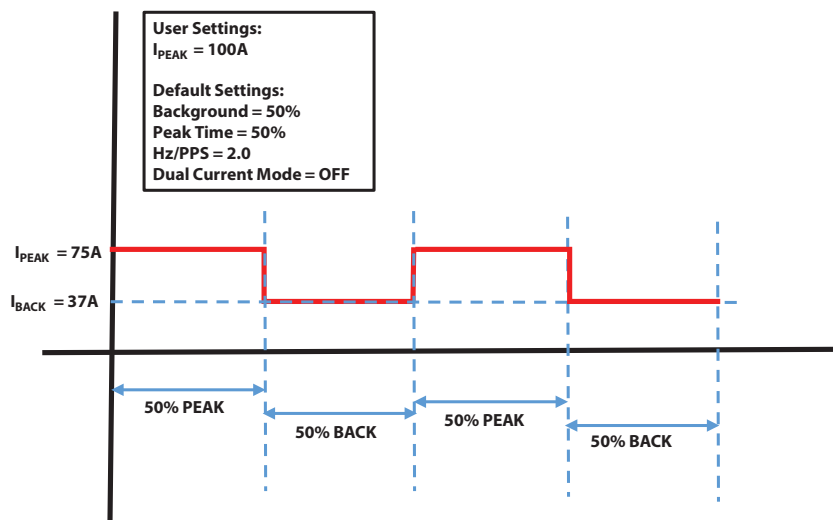 User Settings:
IPEAK = 100A
Default Settings:
Background = 50%
Peak Time = 50%
Hz/PPS = 2.0
Dual Current Mode = OFF
IPEAK = 75A
IBACK = 37A
50% PEAK
50% BACK
50% PEAK
50% BACK